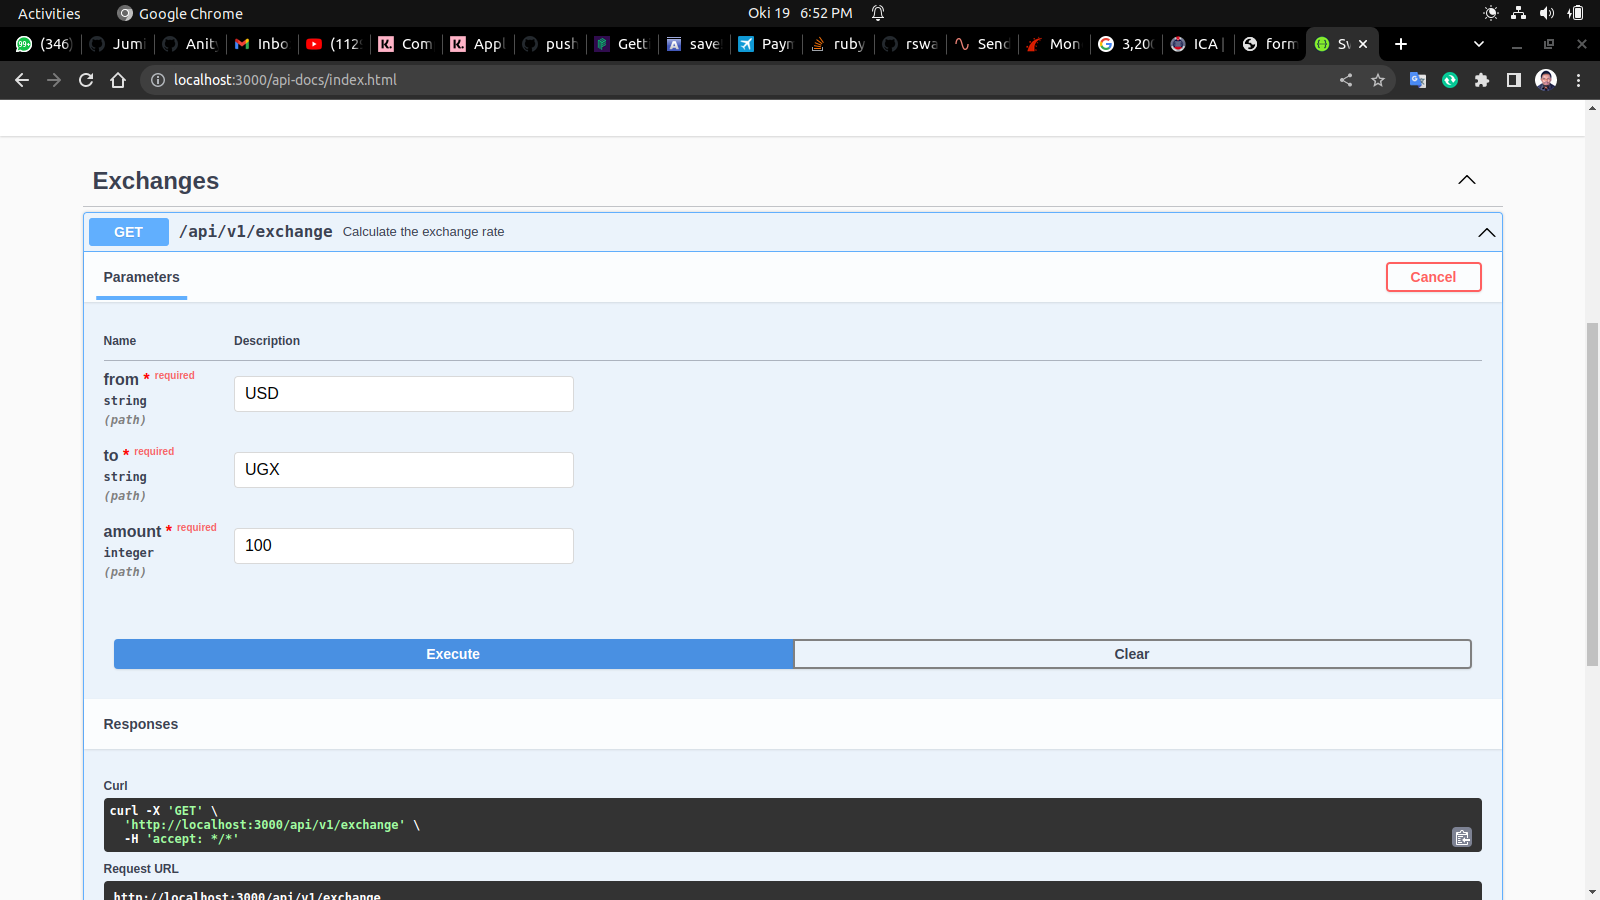 Activities Google Chrome Oki 19 6:52 PM
99+ (346) Jumi Anity Inbo (112 Com Appl push Gett save Paym ruby rswa Send Mon 3,200 ICA | form Sw
localhost:3000/api-docs/index.html
Exchanges
GET /api/v1/exchange Calculate the exchange rate
Parameters Cancel
Name Description
from * required
string
(path)
USD
to * required
string
(path)
UGX
amount * required
integer
(path)
100
Execute Clear
Responses
Curl
curl -X 'GET' \
'http://localhost:3000/api/v1/exchange' \
-H 'accept: */*'
Request URL
http://localhost:3000/api/v1/exchange